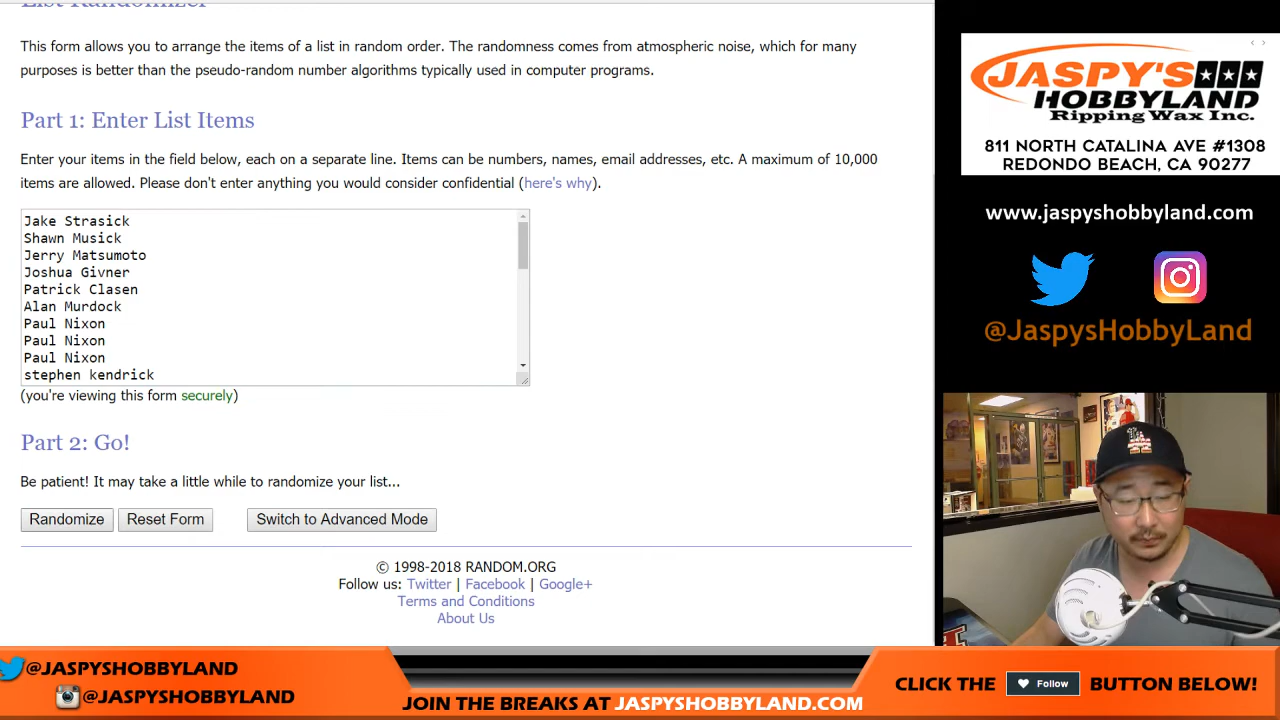 List Randomizer
This form allows you to arrange the items of a list in random order. The randomness comes from atmospheric noise, which for many
purposes is better than the pseudo-random number algorithms typically used in computer programs.
Part 1: Enter List Items
Enter your items in the field below, each on a separate line. Items can be numbers, names, email addresses, etc. A maximum of 10,000
items are allowed. Please don't enter anything you would consider confidential (here's why).
Jake Strasick
Shawn Musick
Jerry Matsumoto
Joshua Givner
Patrick Clasen
Alan Murdock
Paul Nixon
Paul Nixon
Paul Nixon
stephen kendrick
(you're viewing this form securely)
Part 2: Go!
Be patient! It may take a little while to randomize your list...
Randomize Reset Form Switch to Advanced Mode
© 1998-2018 RANDOM.ORG
Follow us: Twitter | Facebook | Google+
Terms and Conditions
About Us
JASPY'S
HOBBYLAND
Ripping Wax Inc.
811 NORTH CATALINA AVE #1308
REDONDO BEACH, CA 90277
www.jaspyshobbyland.com
@JaspysHobbyLand
@JASPYSHOBBYLAND
@JASPYSHOBBYLAND
JOIN THE BREAKS AT JASPYSHOBBYLAND.COM
CLICK THE Follow BUTTON BELOW!